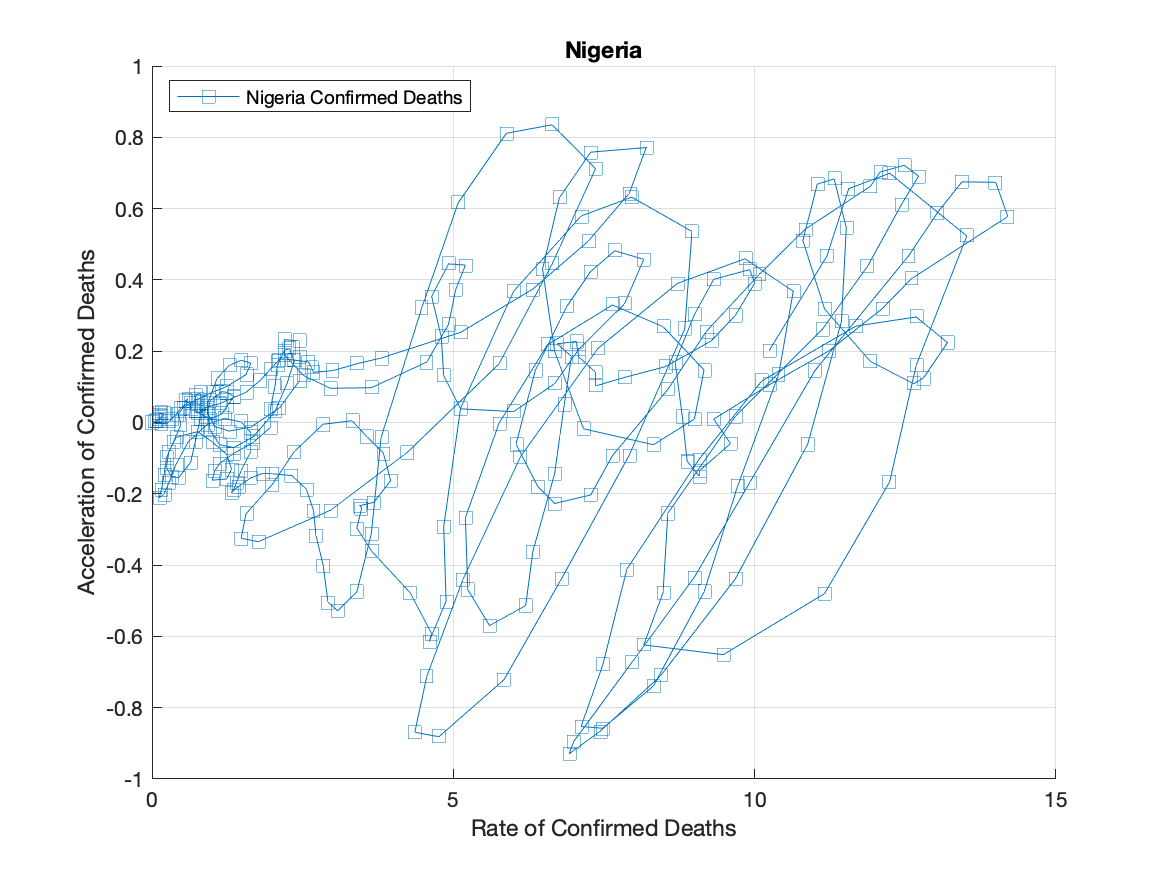 Nigeria
Nigeria Confirmed Deaths
1
0.8
0.6
0.4
0.2
0
-0.2
-0.4
-0.6
-0.8
-1
Acceleration of Confirmed Deaths
0 5 10 15
Rate of Confirmed Deaths